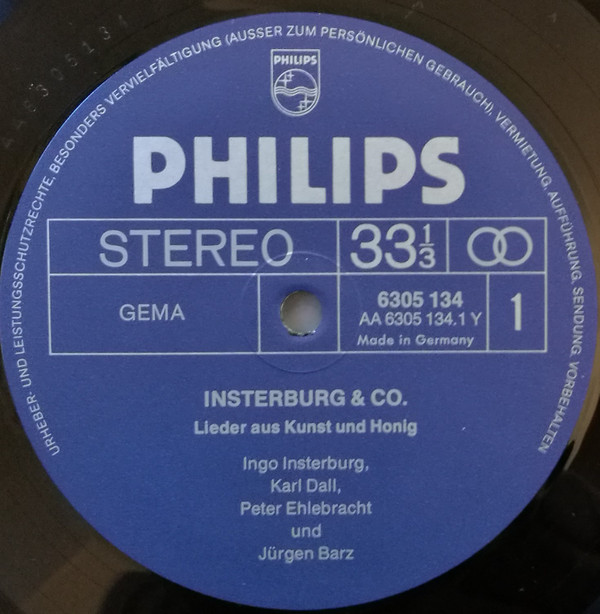 URHEBER- UND LEISTUNGSSCHUTZRECHTE, BESONDERS VERVIELFÄLTIGUNG (AUSSER ZUM PERSÖNLICHEN GEBRAUCH), VERMIETUNG, AUFFÜHRUNG, SENDUNG, VORBEHALTEN
PHILIPS
PHILIPS
STEREO
33 1/3
GEMA
6305 134
AA 6305 134.1 Y
Made in Germany
1
INSTERBURG & CO.
Lieder aus Kunst und Honig
Ingo Insterburg,
Karl Dall,
Peter Ehlebracht
und
Jürgen Barz